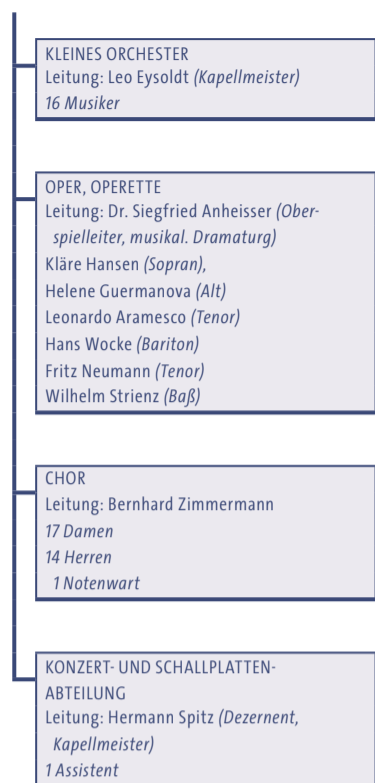 KLEINES ORCHESTER
Leitung: Leo Eysoldt (Kapellmeister)
16 Musiker
OPER, OPERETTE
Leitung: Dr. Siegfried Anheisser (Ober-
spielleiter, musikal. Dramaturg)
Kläre Hansen (Sopran),
Helene Guermanova (Alt)
Leonardo Aramesco (Tenor)
Hans Wocke (Bariton)
Fritz Neumann (Tenor)
Wilhelm Strienz (Baß)
CHOR
Leitung: Bernhard Zimmermann
17 Damen
14 Herren
1 Notenwart
KONZERT- UND SCHALLPLATTEN-
ABTEILUNG
Leitung: Hermann Spitz (Dezernent,
Kapellmeister)
1 Assistent